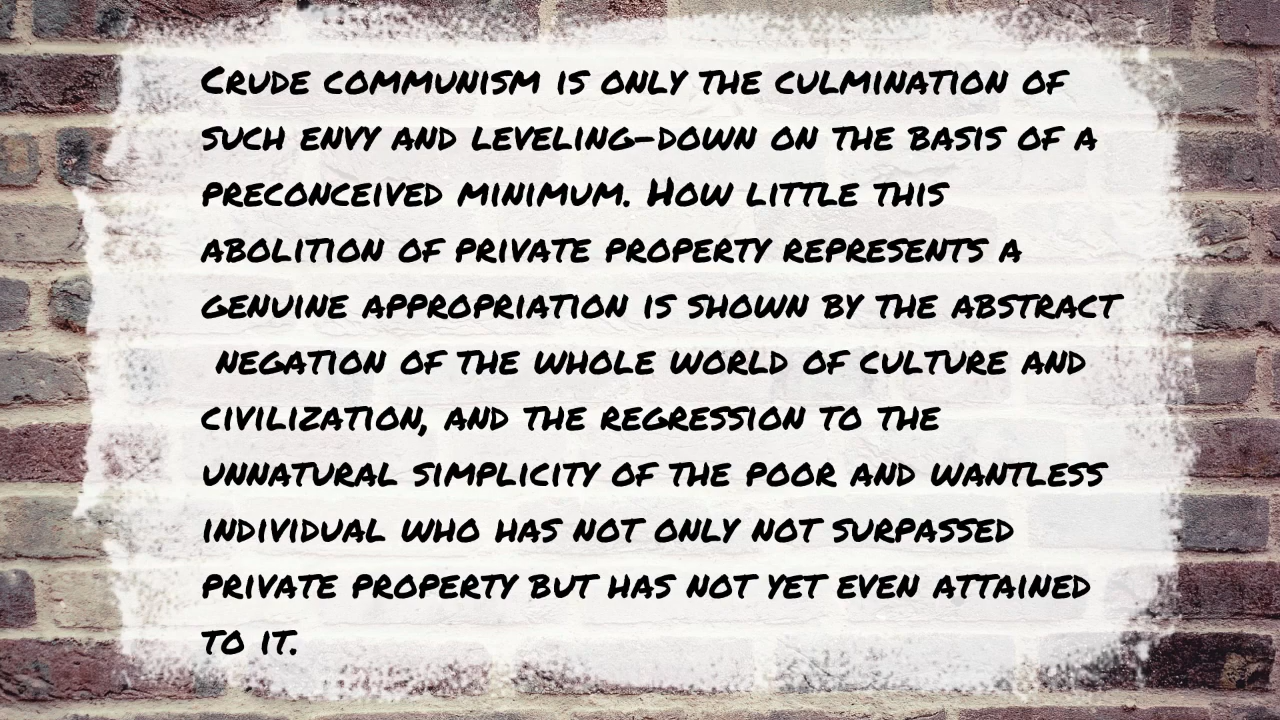 Crude communism is only the culmination of
such envy and leveling-down on the basis of a
preconceived minimum. How little this
abolition of private property represents a
genuine appropriation is shown by the abstract
negation of the whole world of culture and
civilization, and the regression to the
unnatural simplicity of the poor and wantless
individual who has not only not surpassed
private property but has not yet even attained
to it.